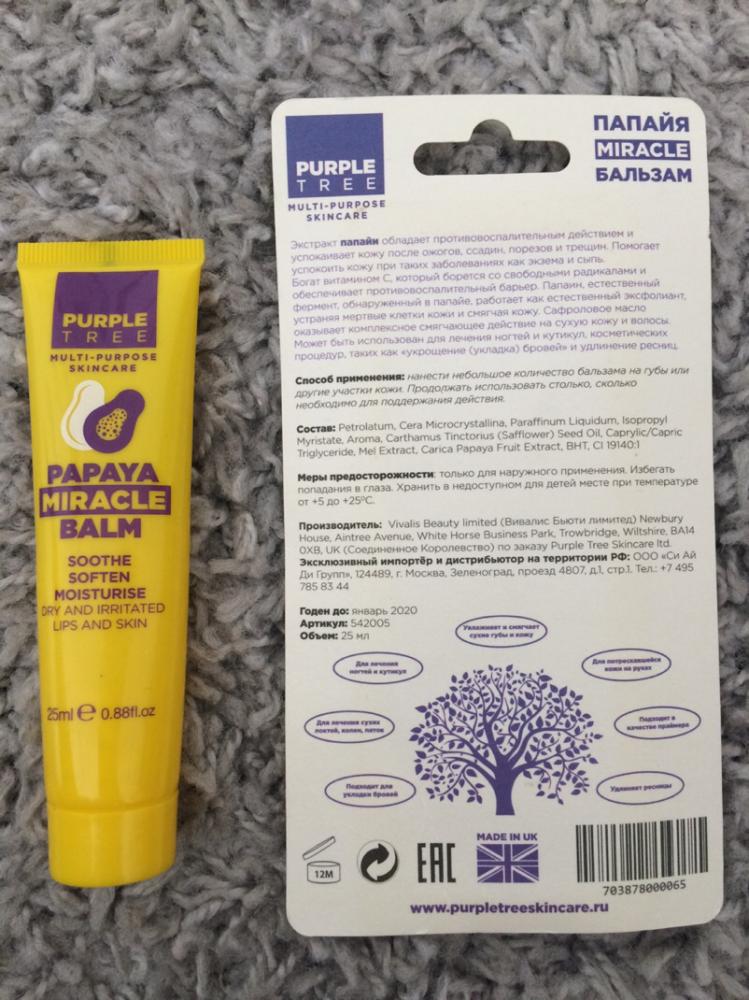 PURPLE
TREE
MULTI-PURPOSE
SKINCARE
PAPAYA
MIRACLE
BALM
SOOTHE
SOFTEN
MOISTURISE
DRY AND IRRITATED
LIPS AND SKIN
25ml e 0.88fl.oz
PURPLE
TREE
MULTI-PURPOSE
SKINCARE
ПАПАЙЯ
MIRACLE
БАЛЬЗАМ
Экстракт папайи обладает противовоспалительным действием и
успокаивает кожу после ожогов, ссадин, порезов и трещин. Помогает
успокоить кожу при таких заболеваниях как экзема и сыпь.
Богат витамином С, который борется со свободными радикалами и
обеспечивает противовоспалительный барьер. Папаин, естественный
фермент, обнаруженный в папайе, работает как естественный эксфолиант,
устраняя мертвые клетки кожи и смягчая кожу. Сафроловое масло
оказывает комплексное смягчающее действие на сухую кожу и волосы.
Может быть использован для лечения ногтей и кутикул, косметических
процедур, таких как «укрощение (укладка) бровей» и удлинение ресниц.
Способ применения: нанести небольшое количество бальзама на губы или
другие участки кожи. Продолжать использовать столько, сколько
необходимо для поддержания действия.
Состав: Petrolatum, Cera Microcrystallina, Paraffinum Liquidum, Isopropyl
Myristate, Aroma, Carthamus Tinctorius (Safflower) Seed Oil, Caprylic/Capric
Triglyceride, Mel Extract, Carica Papaya Fruit Extract, BHT, CI 19140:1
Меры предосторожности: только для наружного применения. Избегать
попадания в глаза. Хранить в недоступном для детей месте при температуре
от +5 до +25°С.
Производитель: Vivalis Beauty limited (Вивалис Бьюти лимитед) Newbury
House, Aintree Avenue, White Horse Business Park, Trowbridge, Wiltshire, BA14
0XB, UK (Соединенное Королевство) по заказу Purple Tree Skincare ltd.
Эксклюзивный импортёр и дистрибьютор на территории РФ: ООО «Си Ай
Ди Групп», 124489, г. Москва, Зеленоград, проезд 4807, д.1, стр.1. Тел.: +7 495
785 83 44
Годен до: январь 2020
Артикул: 542005
Объем: 25 мл
Увлажняет и смягчает
сухие губы и кожу
Для лечения
ногтей и кутикул
Для потрескавшейся
кожи на руках
Для лечения сухих
локтей, колен, пяток
Подходит в
качестве праймера
Подходит для
укладки бровей
Удлиняет ресницы
12M
EAC
MADE IN UK
703878000065
www.purpletreeskincare.ru